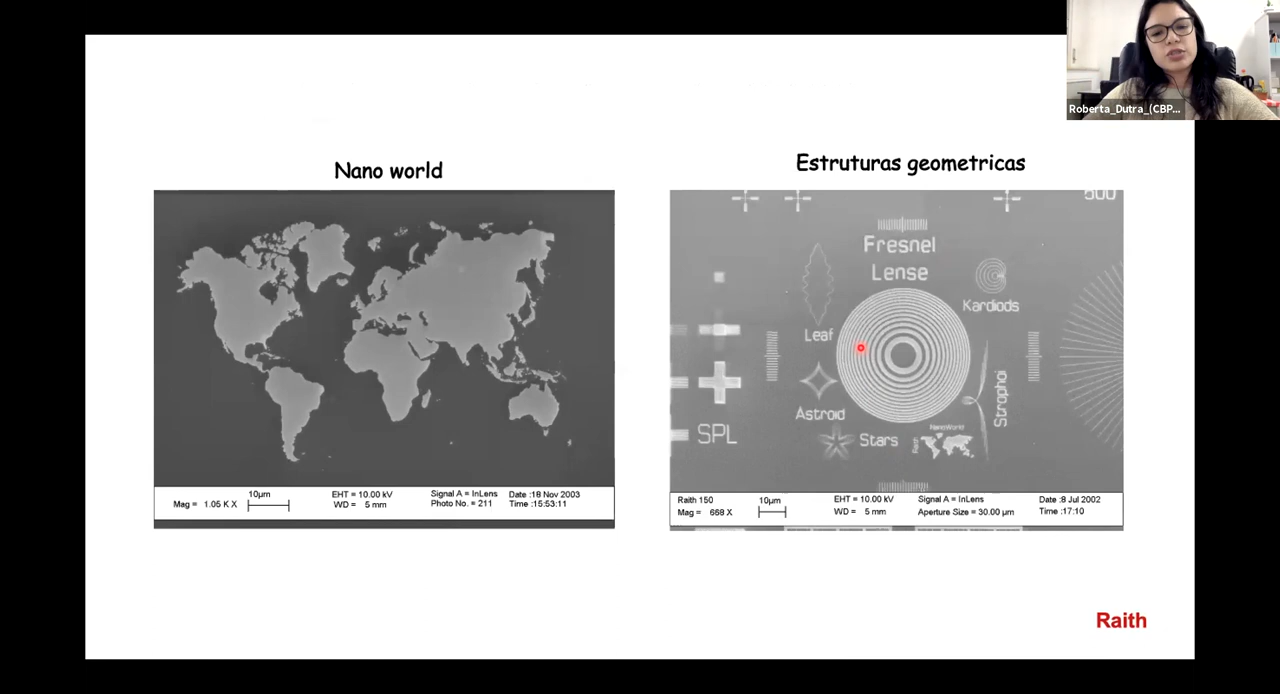 Roberta_Dutra_(CBP...
Nano world
Mag = 1.05 K X
10µm
EHT = 10.00 kV
WD = 5 mm
Signal A = InLens
Photo No. = 211
Date :18 Nov 2003
Time :15:53:11
Estruturas geometricas
500
Fresnel
Lense
Kardiods
Leaf
Astroid
Strophoi
SPL
Stars
NanoWorld
Raith
Raith 150
Mag = 668 X
10µm
EHT = 10.00 kV
WD = 5 mm
Signal A = InLens
Aperture Size = 30.00 µm
Date :8 Jul 2002
Time :17:10
Raith